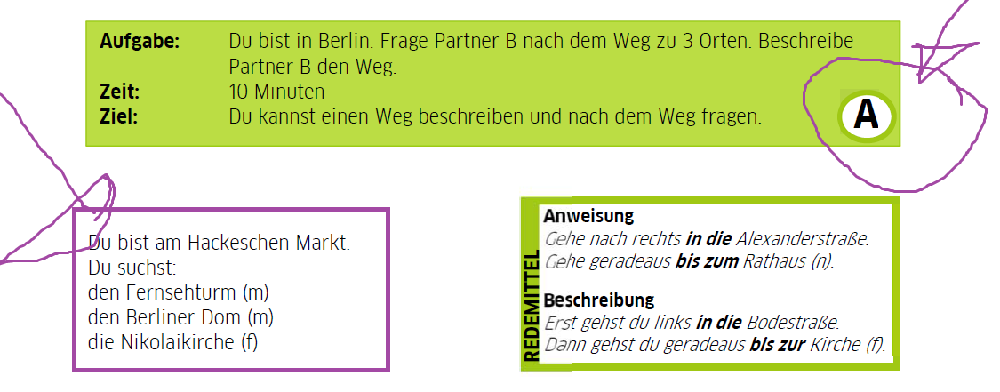 Aufgabe: Du bist in Berlin. Frage Partner B nach dem Weg zu 3 Orten. Beschreibe
Partner B den Weg.
Zeit: 10 Minuten
Ziel: Du kannst einen Weg beschreiben und nach dem Weg fragen.
A
Du bist am Hackeschen Markt.
Du suchst:
den Fernsehturm (m)
den Berliner Dom (m)
die Nikolaikirche (f)
REDEMITTEL
Anweisung
Gehe nach rechts in die Alexanderstraße.
Gehe geradeaus bis zum Rathaus (n).
Beschreibung
Erst gehst du links in die Bodestraße.
Dann gehst du geradeaus bis zur Kirche (f).